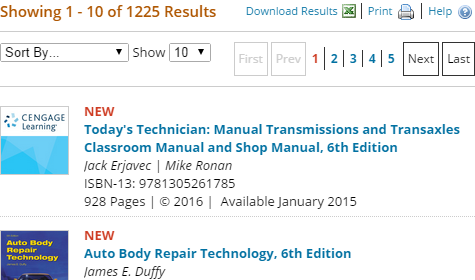 Showing 1 - 10 of 1225 Results
Download Results | Print | Help
Sort By... Show 10
First Prev 1 2 3 4 5 Next Last
CENGAGE
Learning
NEW
Today's Technician: Manual Transmissions and Transaxles
Classroom Manual and Shop Manual, 6th Edition
Jack Erjavec | Mike Ronan
ISBN-13: 9781305261785
928 Pages | © 2016 | Available January 2015
Auto Body Repair
Technology
NEW
Auto Body Repair Technology, 6th Edition
James E. Duffy